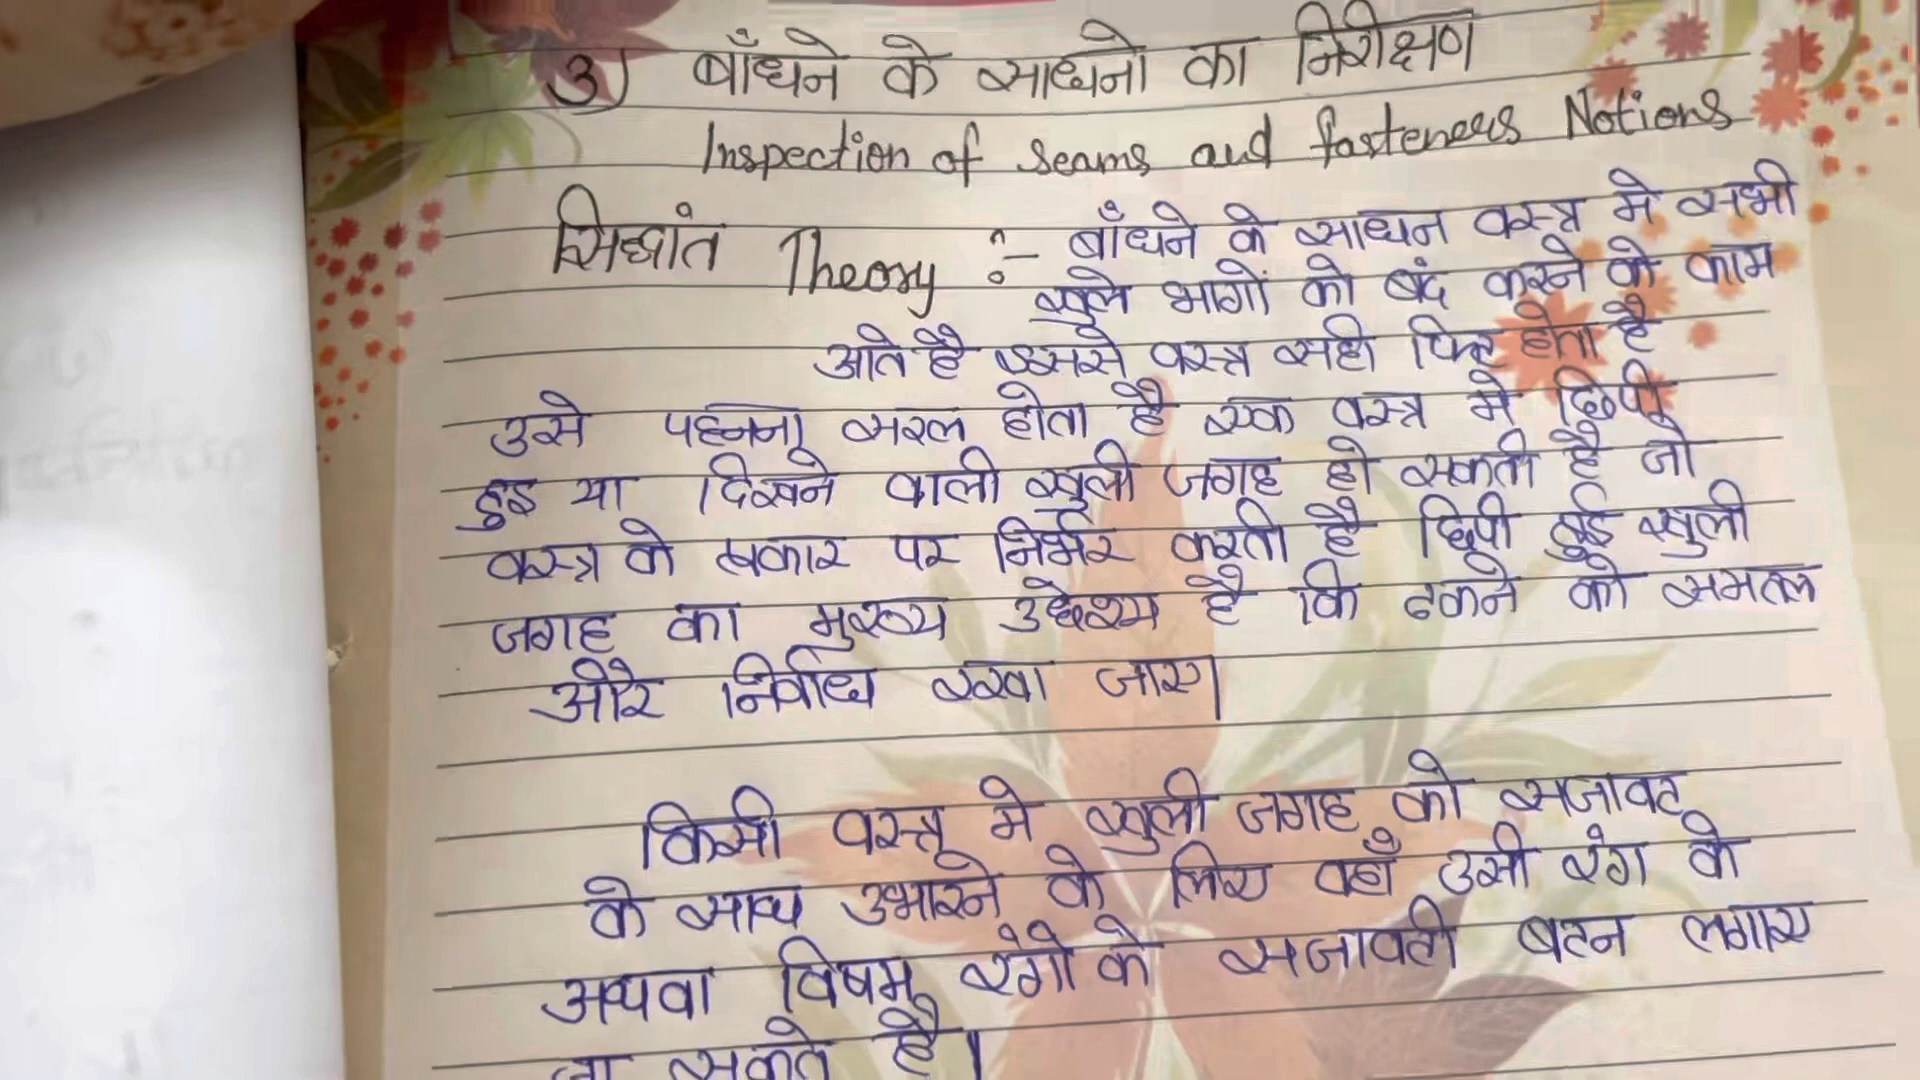 3) बाँधने के साधनो का निरीक्षण
Inspection of seams and fasteners Notions
सिध्दांत Theory :- बाँधने के साधन वस्त्र मे सभी
खुले भागों को बंद करने के काम
आते है इससे वस्त्र सही फिट होता है
उसे पहनना सरल होता है एक वस्त्र मे छिपी
हुइ या दिखने वाली खुली जगह हो सकती है जो
वस्त्र के प्रकार पर निर्भर करती है छिपी हुई खुली
जगह का मुख्य उद्देश्य है कि ढकने को समतल
और निर्वाध रखा जाए।
किसी वस्त्र मे खुली जगह को सजावट
के साथ उभारने के लिए वहाँ उसी रंग के
अथवा विषम रंगो के सजावटी बटन लगाए
जा सकते है।